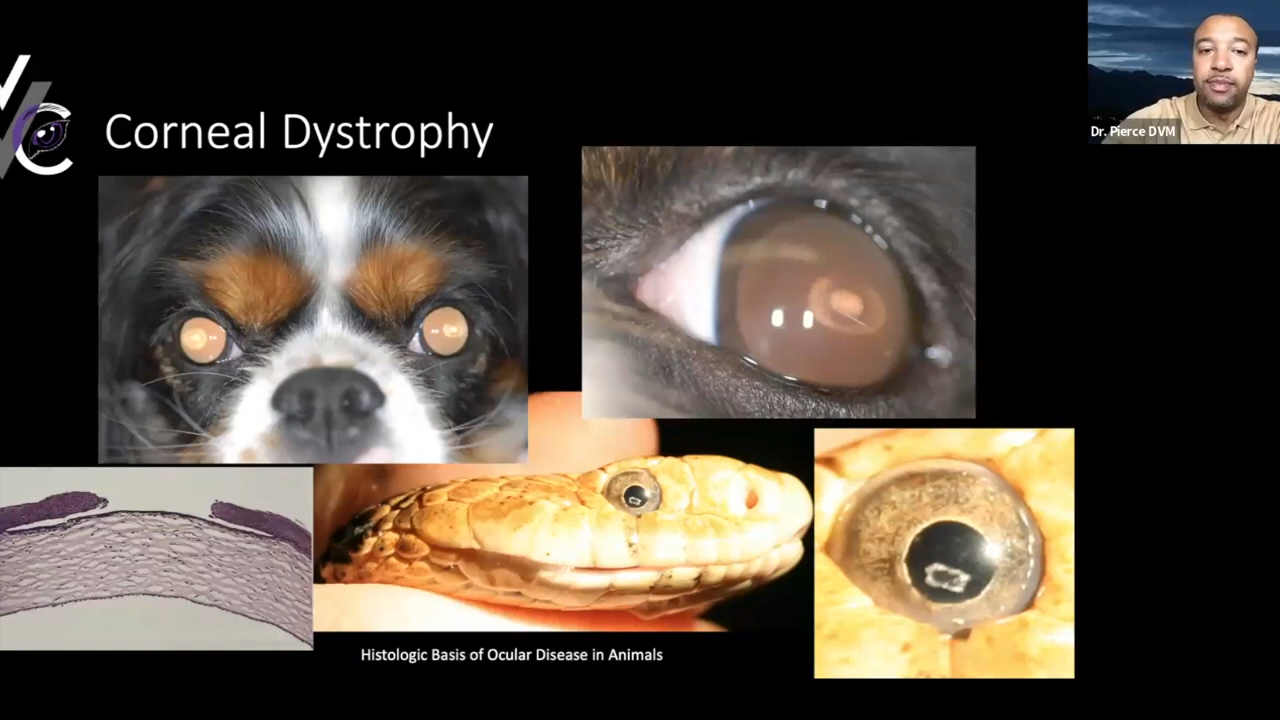 Corneal Dystrophy
Dr. Pierce DVM
Histologic Basis of Ocular Disease in Animals